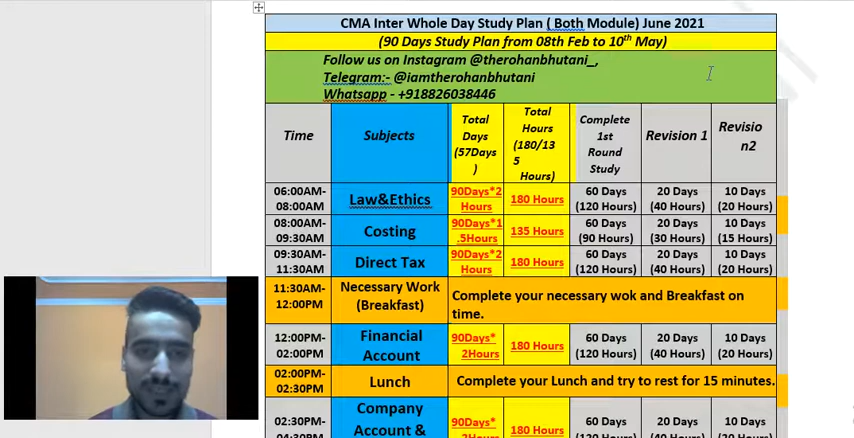 CMA Inter Whole Day Study Plan ( Both Module) June 2021
(90 Days Study Plan from 08th Feb to 10th May)
Follow us on Instagram @therohanbhutani_,
Telegram:- @iamtherohanbhutani
Whatsapp - +918826038446
Time
Subjects
Total
Days
(57Days
)
Total
Hours
(180/13
5
Hours)
Complete
1st
Round
Study
Revision 1
Revisio
n2
06:00AM-
08:00AM
Law&Ethics
90Days*2
Hours
180 Hours
60 Days
(120 Hours)
20 Days
(40 Hours)
10 Days
(20 Hours)
08:00AM-
09:30AM
Costing
90Days*1
.5Hours
135 Hours
60 Days
(90 Hours)
20 Days
(30 Hours)
10 Days
(15 Hours)
09:30AM-
11:30AM
Direct Tax
90Days*2
Hours
180 Hours
60 Days
(120 Hours)
20 Days
(40 Hours)
10 Days
(20 Hours)
11:30AM-
12:00PM
Necessary Work
(Breakfast)
Complete your necessary wok and Breakfast on
time.
12:00PM-
02:00PM
Financial
Account
90Days*
2Hours
180 Hours
60 Days
(120 Hours)
20 Days
(40 Hours)
10 Days
(20 Hours)
02:00PM-
02:30PM
Lunch
Complete your Lunch and try to rest for 15 minutes.
02:30PM-
Company
Account &
90Days*
180 Hours
60 Days
20 Days
10 Days